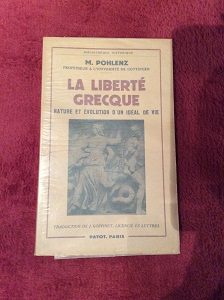 BIBLIOTHÈQUE HISTORIQUE
M. POHLENZ
PROFESSEUR A L'UNIVERSITÉ DE GÖTTINGEN
LA LIBERTÉ
GRECQUE
NATURE ET ÉVOLUTION D'UN IDÉAL DE VIE
TRADUCTION DE J. GOFFINET, LICENCIÉ ÈS LETTRES
PAYOT, PARIS